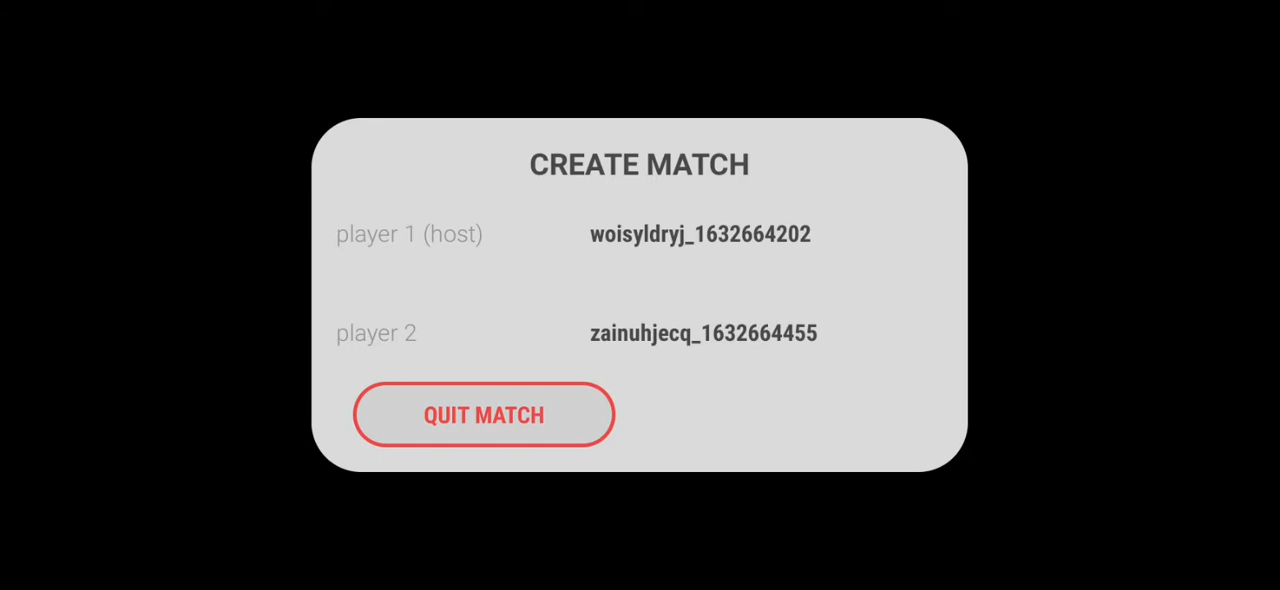 CREATE MATCH
player 1 (host) woisyldryj_1632664202
player 2 zainuhjecq_1632664455
QUIT MATCH